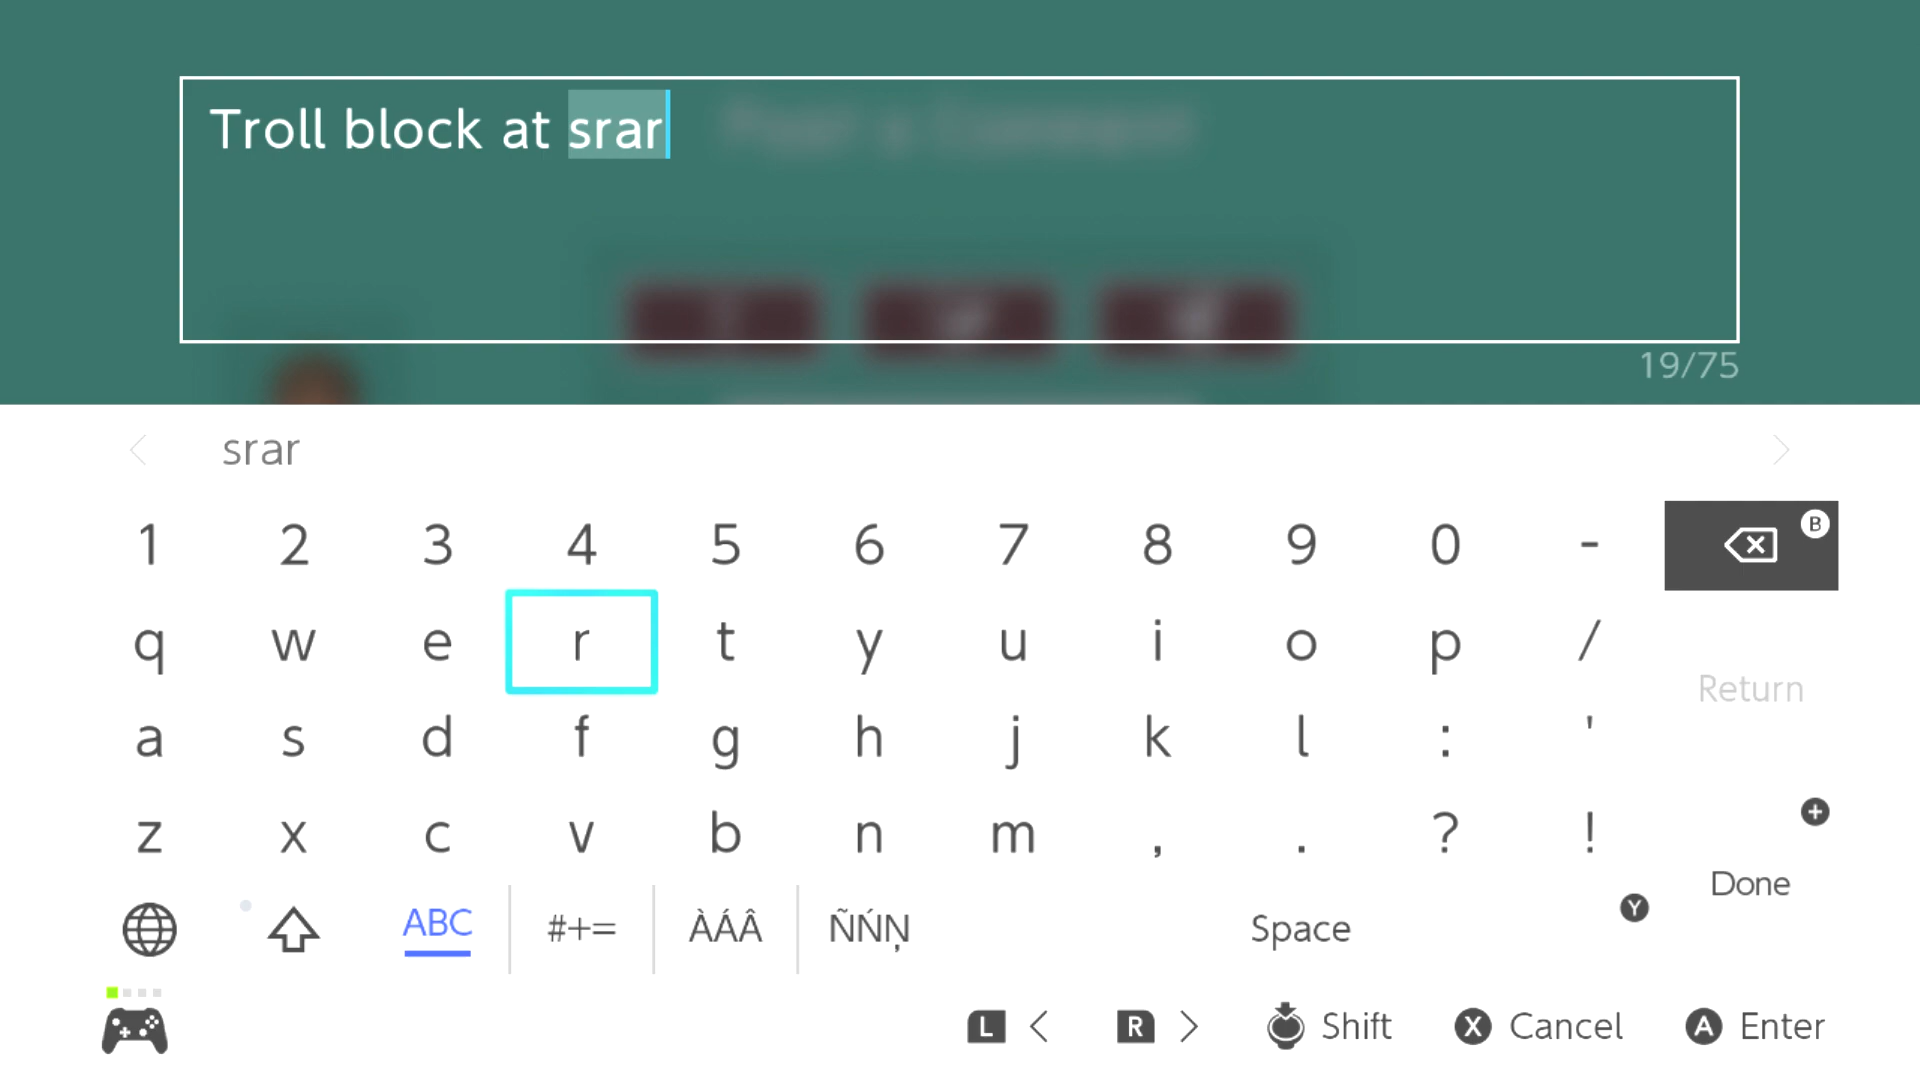 Troll block at srar
19/75
srar
1 2 3 4 5 6 7 8 9 0 - B
q w e r t y u i o p /
Return
a s d f g h j k l : '
z x c v b n m , . ? !
+
Done
ABC #+= ÀÁÂ ÑŃŅ Space Y
L < R > Shift X Cancel A Enter